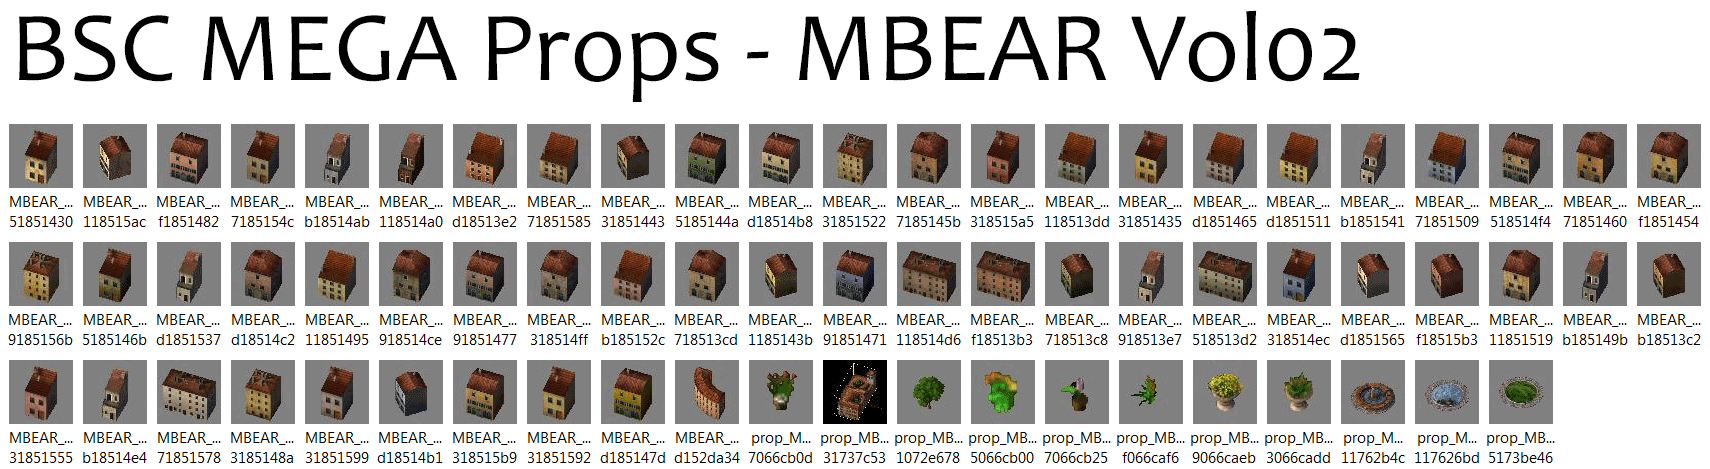 BSC MEGA Props - MBEAR Vol02
MBEAR_... MBEAR_... MBEAR_... MBEAR_... MBEAR_... MBEAR_... MBEAR_... MBEAR_... MBEAR_... MBEAR_... MBEAR_... MBEAR_... MBEAR_... MBEAR_... MBEAR_... MBEAR_... MBEAR_... MBEAR_... MBEAR_... MBEAR_... MBEAR_... MBEAR_... MBEAR_...
51851430 118515ac f1851482 7185154c b18514ab 118514a0 d18513e2 71851585 31851443 5185144a d18514b8 31851522 7185145b 318515a5 118513dd 31851435 d1851465 d1851511 b1851541 71851509 518514f4 71851460 f1851454
MBEAR_... MBEAR_... MBEAR_... MBEAR_... MBEAR_... MBEAR_... MBEAR_... MBEAR_... MBEAR_... MBEAR_... MBEAR_... MBEAR_... MBEAR_... MBEAR_... MBEAR_... MBEAR_... MBEAR_... MBEAR_... MBEAR_... MBEAR_... MBEAR_... MBEAR_... MBEAR_...
9185156b 5185146b d1851537 d18514c2 11851495 918514ce 91851477 318514ff b185152c 718513cd 1185143b 91851471 118514d6 f18513b3 718513c8 918513e7 518513d2 318514ec d1851565 f18515b3 11851519 b185149b b18513c2
MBEAR_... MBEAR_... MBEAR_... MBEAR_... MBEAR_... MBEAR_... MBEAR_... MBEAR_... MBEAR_... MBEAR_... prop_M... prop_MB... prop_MB... prop_MB... prop_MB... prop_MB... prop_MB... prop_MB... prop_M... prop_M... prop_MB...
31851555 b18514e4 71851578 3185148a 31851599 d18514b1 318515b9 31851592 d185147d d152da34 7066cb0d 31737c53 1072e678 5066cb00 7066cb25 f066caf6 9066caeb 3066cadd 11762b4c 117626bd 5173be46